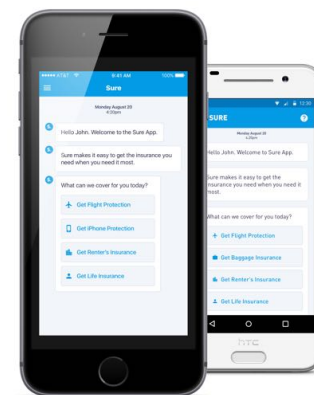 AT&T 9:41 AM 100%
Sure
Monday August 20
4:20pm
Hello John. Welcome to the Sure App.
Sure makes it easy to get the insurance you
need when you need it most.
What can we cover for you today?
Get Flight Protection
Get iPhone Protection
Get Renter's Insurance
Get Life Insurance
12:30
SURE
Monday August 20
Hello John. Welcome to the Sure App.
Sure makes it easy to get the
insurance you need when you need it
most.
What can we cover for you today?
Get Flight Protection
Get Baggage Insurance
Get Renter's Insurance
Get Life Insurance
hTC